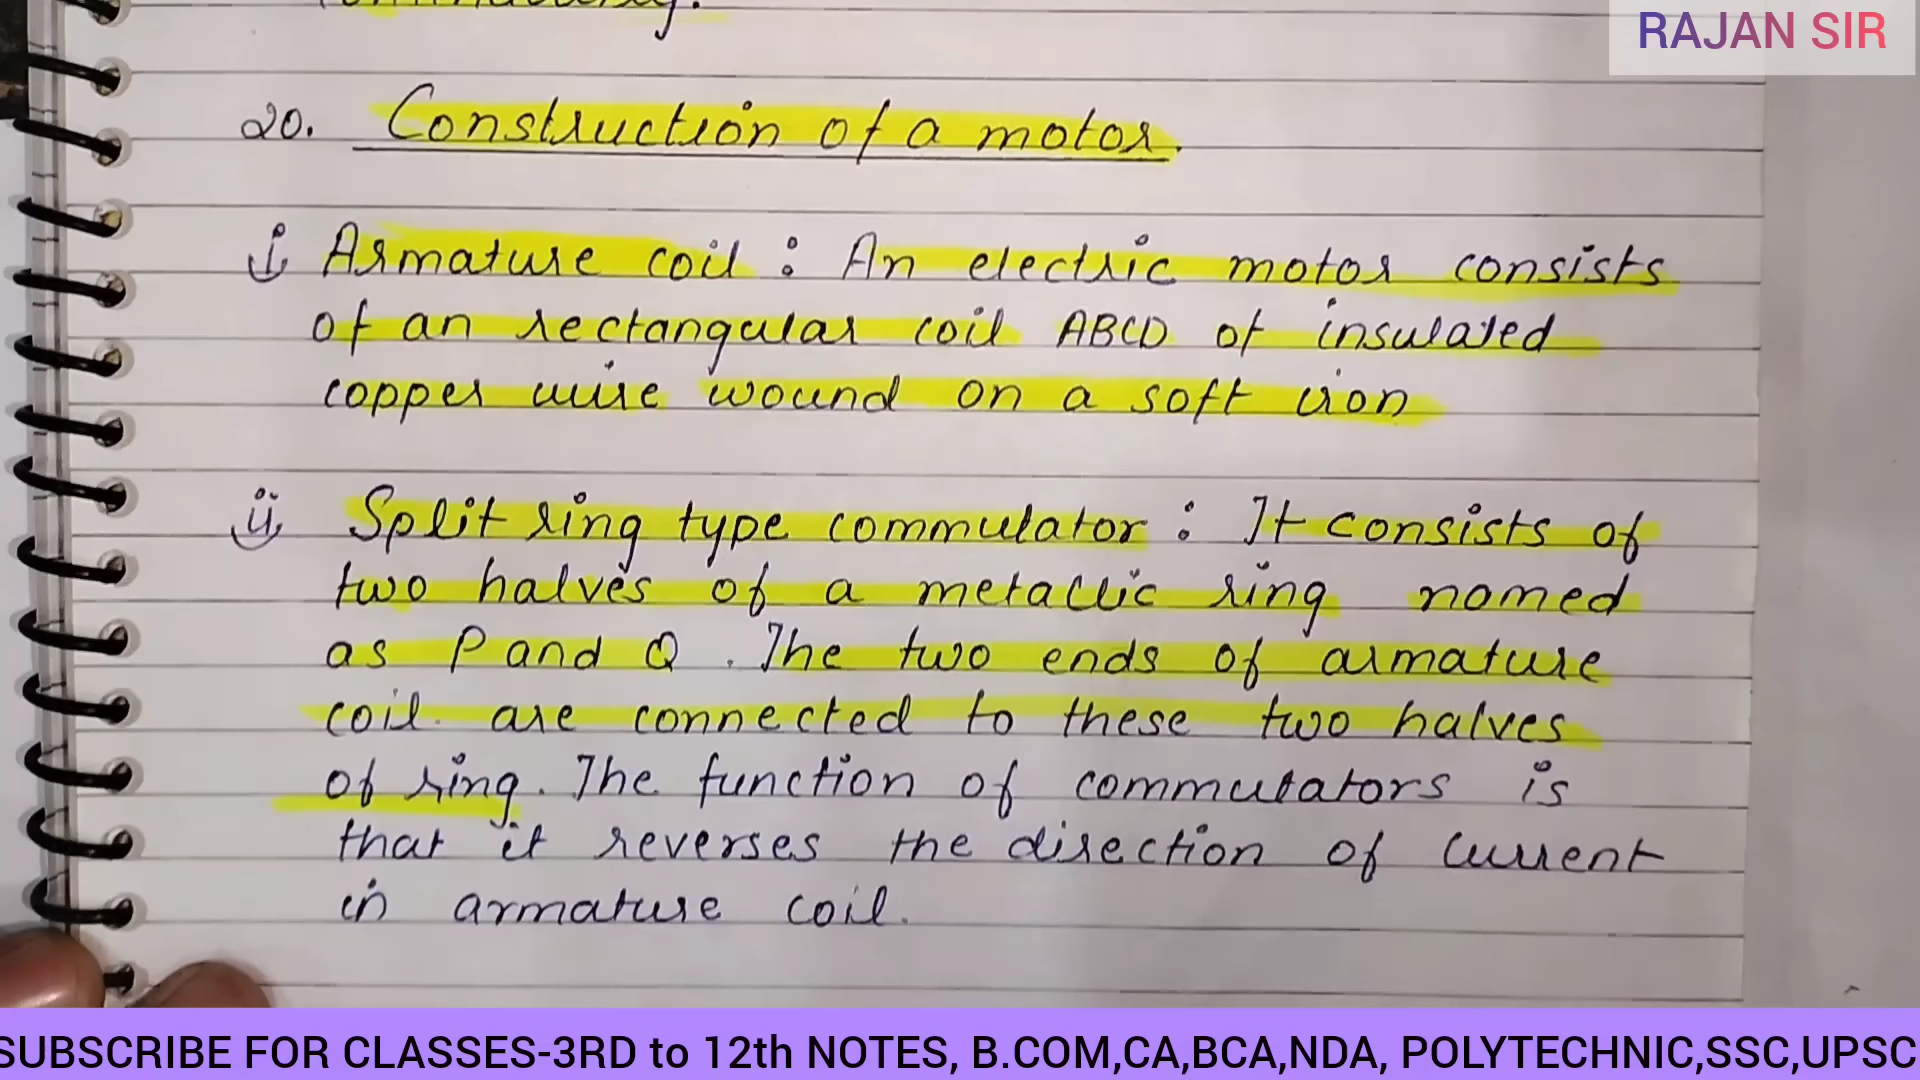 RAJAN SIR
20. Construction of a motor.
i) Armature coil : An electric motor consists
of an rectangular coil ABCD of insulated
copper wire wound on a soft iron
ii) Split ring type commulator : It consists of
two halves of a metallic ring named
as P and Q. The two ends of armature
coil are connected to these two halves
of ring. The function of commutators is
that it reverses the direction of current
in armature coil.
SUBSCRIBE FOR CLASSES-3RD to 12th NOTES, B.COM,CA,BCA,NDA, POLYTECHNIC,SSC,UPSC